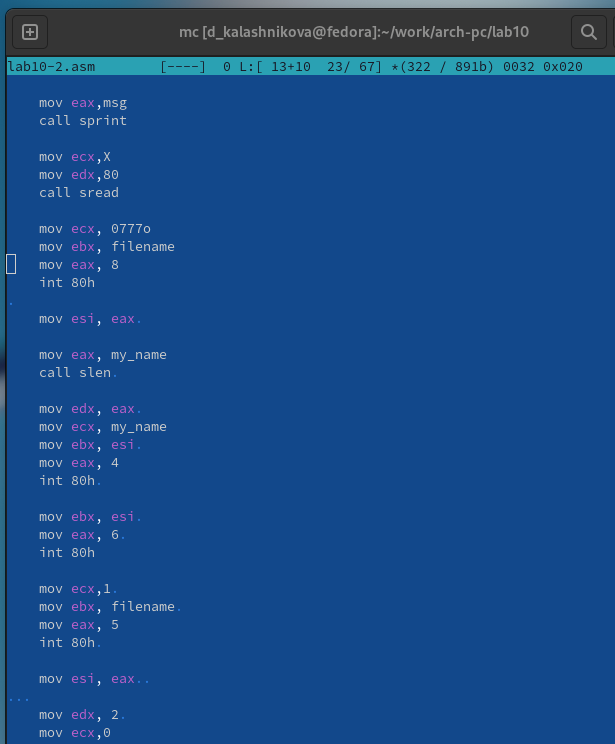 mc [d_kalashnikova@fedora]:~/work/arch-pc/lab10
lab10-2.asm [----] 0 L:[ 13+10 23/ 67] *(322 / 891b) 0032 0x020
mov eax,msg
call sprint
mov ecx,X
mov edx,80
call sread
mov ecx, 0777o
mov ebx, filename
mov eax, 8
int 80h
.
mov esi, eax.
mov eax, my_name
call slen.
mov edx, eax.
mov ecx, my_name
mov ebx, esi.
mov eax, 4
int 80h.
mov ebx, esi.
mov eax, 6.
int 80h
mov ecx,1.
mov ebx, filename.
mov eax, 5
int 80h.
mov esi, eax..
...
mov edx, 2.
mov ecx,0